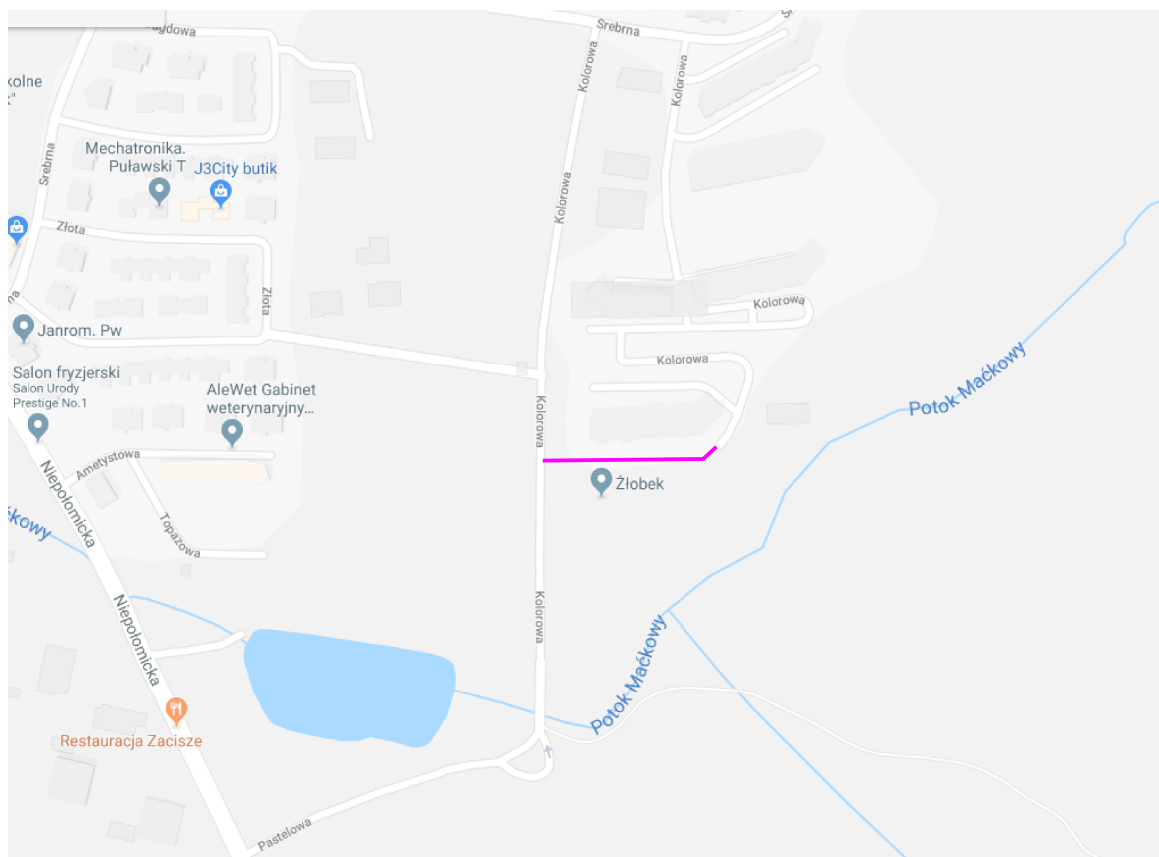 Srebrna
kolne
Kolorowa
Kolorowa
Mechatronika.
Puławski T
J3City butik
Srebrna
Kolorowa
Złota
Złota
Kolorowa
Janrom. Pw
Kolorowa
Salon fryzjerski
Salon Urody
Prestige No.1
AleWet Gabinet
weterynaryjny...
Potok Maćkowy
Kolorowa
Ametystowa
Niepołomicka
Żłobek
Topazowa
Niepołomicka
Kolorowa
Potok Maćkowy
Restauracja Zacisze
Pastelowa